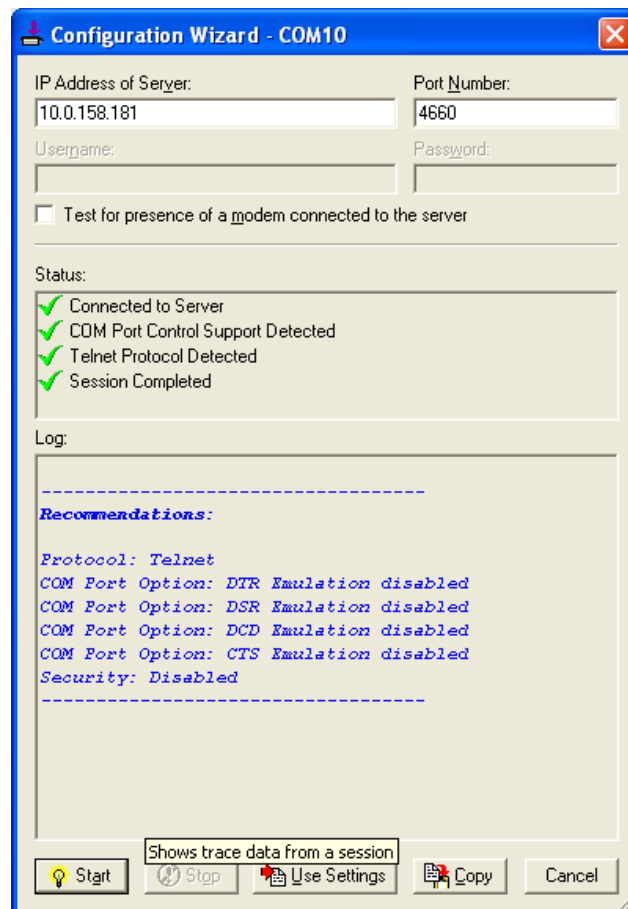 Configuration Wizard - COM10
IP Address of Server: Port Number:
10.0.158.181 4660
Username: Password:
Test for presence of a modem connected to the server
Status:
Connected to Server
COM Port Control Support Detected
Telnet Protocol Detected
Session Completed
Log:
-----------------------------------
Recommendations:
Protocol: Telnet
COM Port Option: DTR Emulation disabled
COM Port Option: DSR Emulation disabled
COM Port Option: DCD Emulation disabled
COM Port Option: CTS Emulation disabled
Security: Disabled
-----------------------------------
Shows trace data from a session
Start Stop Use Settings Copy Cancel